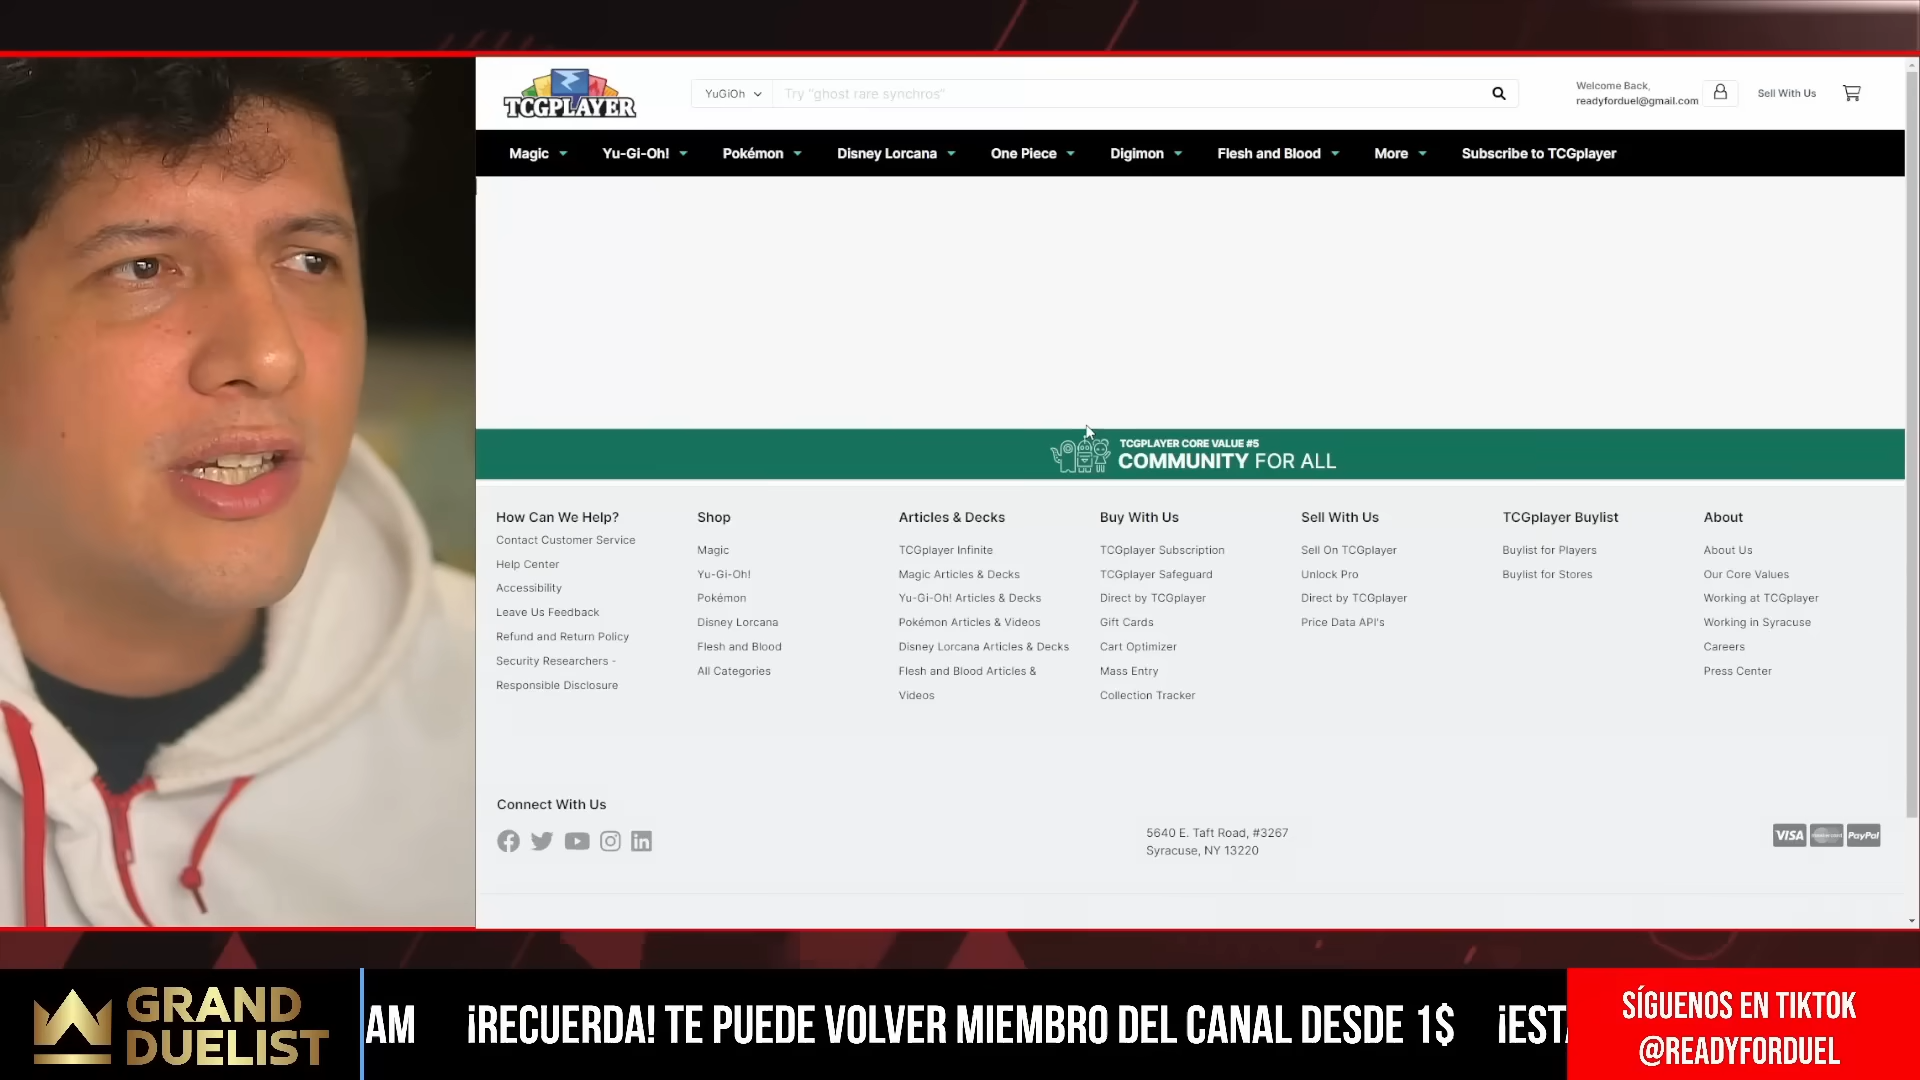 TCGPLAYER
YuGiOh
Try "ghost rare synchros"
Welcome Back,
readyforduel@gmail.com
Sell With Us
Magic
Yu-Gi-Oh!
Pokémon
Disney Lorcana
One Piece
Digimon
Flesh and Blood
More
Subscribe to TCGplayer
TCGPLAYER CORE VALUE #5
COMMUNITY FOR ALL
How Can We Help?
Contact Customer Service
Help Center
Accessibility
Leave Us Feedback
Refund and Return Policy
Security Researchers -
Responsible Disclosure
Shop
Magic
Yu-Gi-Oh!
Pokémon
Disney Lorcana
Flesh and Blood
All Categories
Articles & Decks
TCGplayer Infinite
Magic Articles & Decks
Yu-Gi-Oh! Articles & Decks
Pokémon Articles & Videos
Disney Lorcana Articles & Decks
Flesh and Blood Articles &
Videos
Buy With Us
TCGplayer Subscription
TCGplayer Safeguard
Direct by TCGplayer
Gift Cards
Cart Optimizer
Mass Entry
Collection Tracker
Sell With Us
Sell On TCGplayer
Unlock Pro
Direct by TCGplayer
Price Data API's
TCGplayer Buylist
Buylist for Players
Buylist for Stores
About
About Us
Our Core Values
Working at TCGplayer
Working in Syracuse
Careers
Press Center
Connect With Us
5640 E. Taft Road, #3267
Syracuse, NY 13220
VISA
PayPal
GRAND
DUELIST
AM ¡RECUERDA! TE PUEDE VOLVER MIEMBRO DEL CANAL DESDE 1$ ¡EST
SÍGUENOS EN TIKTOK
@READYFORDUEL